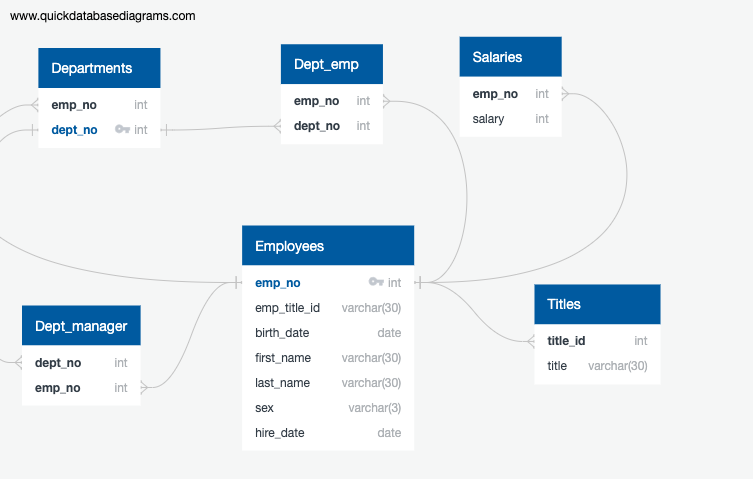 www.quickdatabasediagrams.com
Departments
emp_no int
dept_no int
Dept_emp
emp_no int
dept_no int
Salaries
emp_no int
salary int
Employees
emp_no int
emp_title_id varchar(30)
birth_date date
first_name varchar(30)
last_name varchar(30)
sex varchar(3)
hire_date date
Titles
title_id int
title varchar(30)
Dept_manager
dept_no int
emp_no int